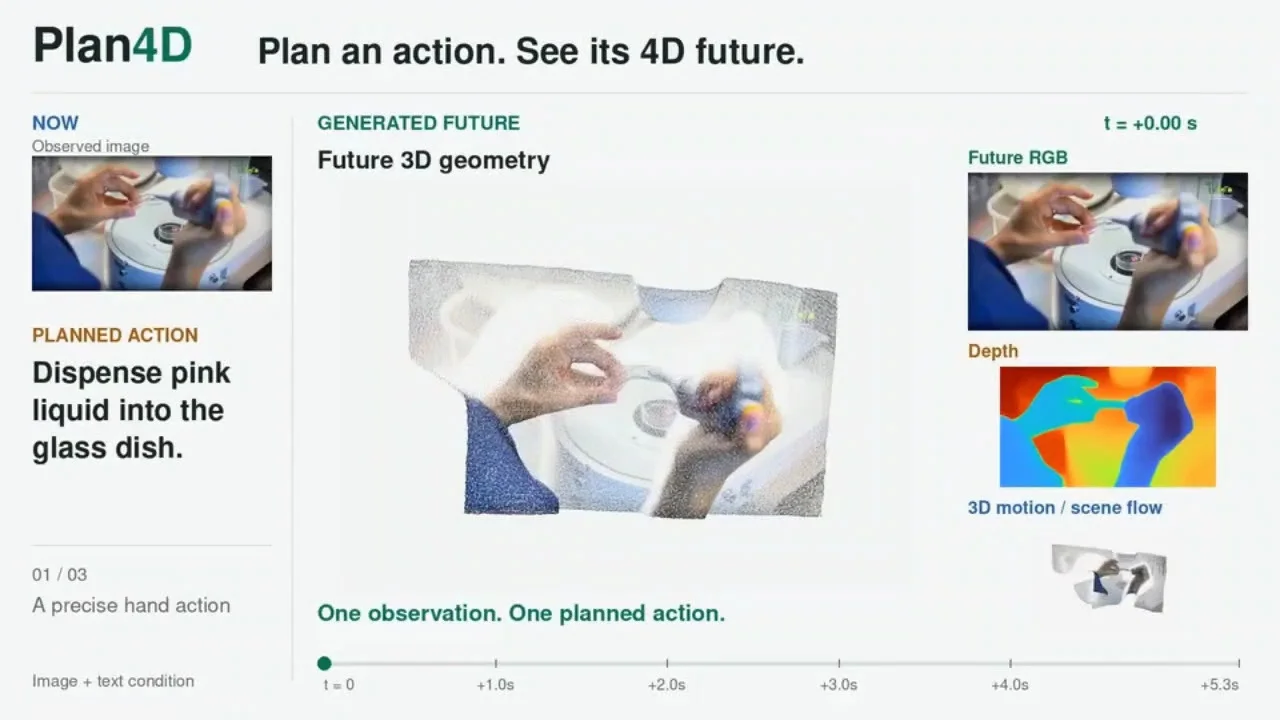 Plan4D
Plan an action. See its 4D future.
NOW
Observed image
PLANNED ACTION
Dispense pink
liquid into the
glass dish.
01 / 03
A precise hand action
Image + text condition
GENERATED FUTURE
t = +0.00 s
Future 3D geometry
One observation. One planned action.
t = 0
+1.0s
+2.0s
+3.0s
+4.0s
+5.3s
Future RGB
Depth
3D motion / scene flow